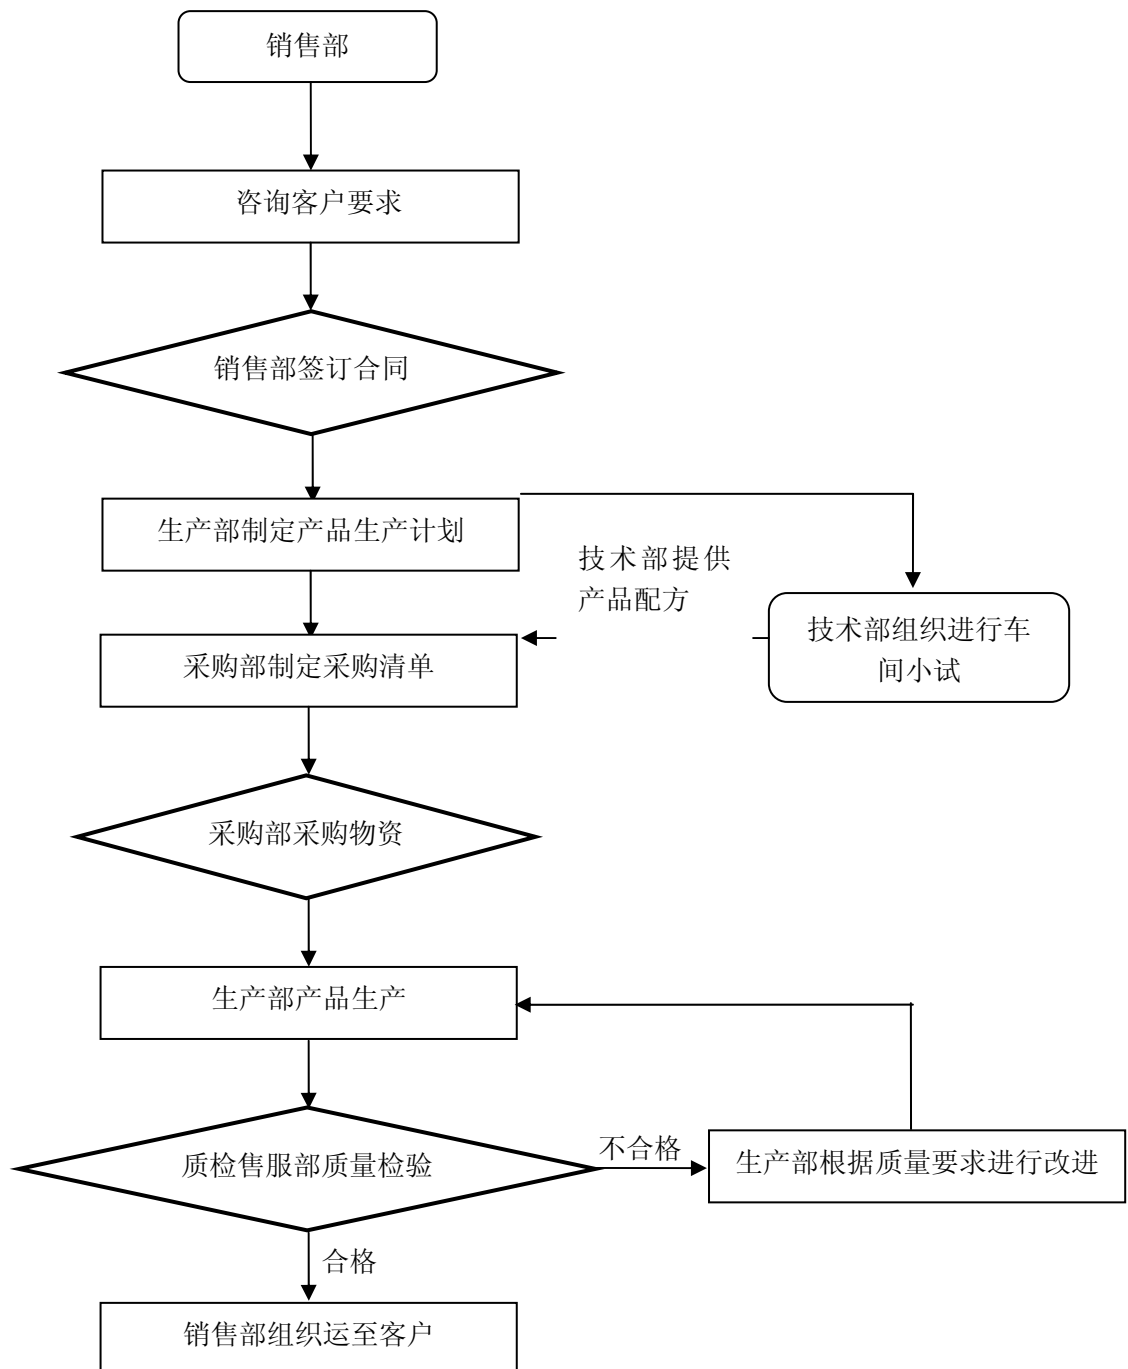 销售部
咨询客户要求
销售部签订合同
生产部制定产品生产计划
技术部提供
产品配方
技术部组织进行车
间小试
采购部制定采购清单
采购部采购物资
生产部产品生产
质检售服部质量检验
不合格
生产部根据质量要求进行改进
合格
销售部组织运至客户